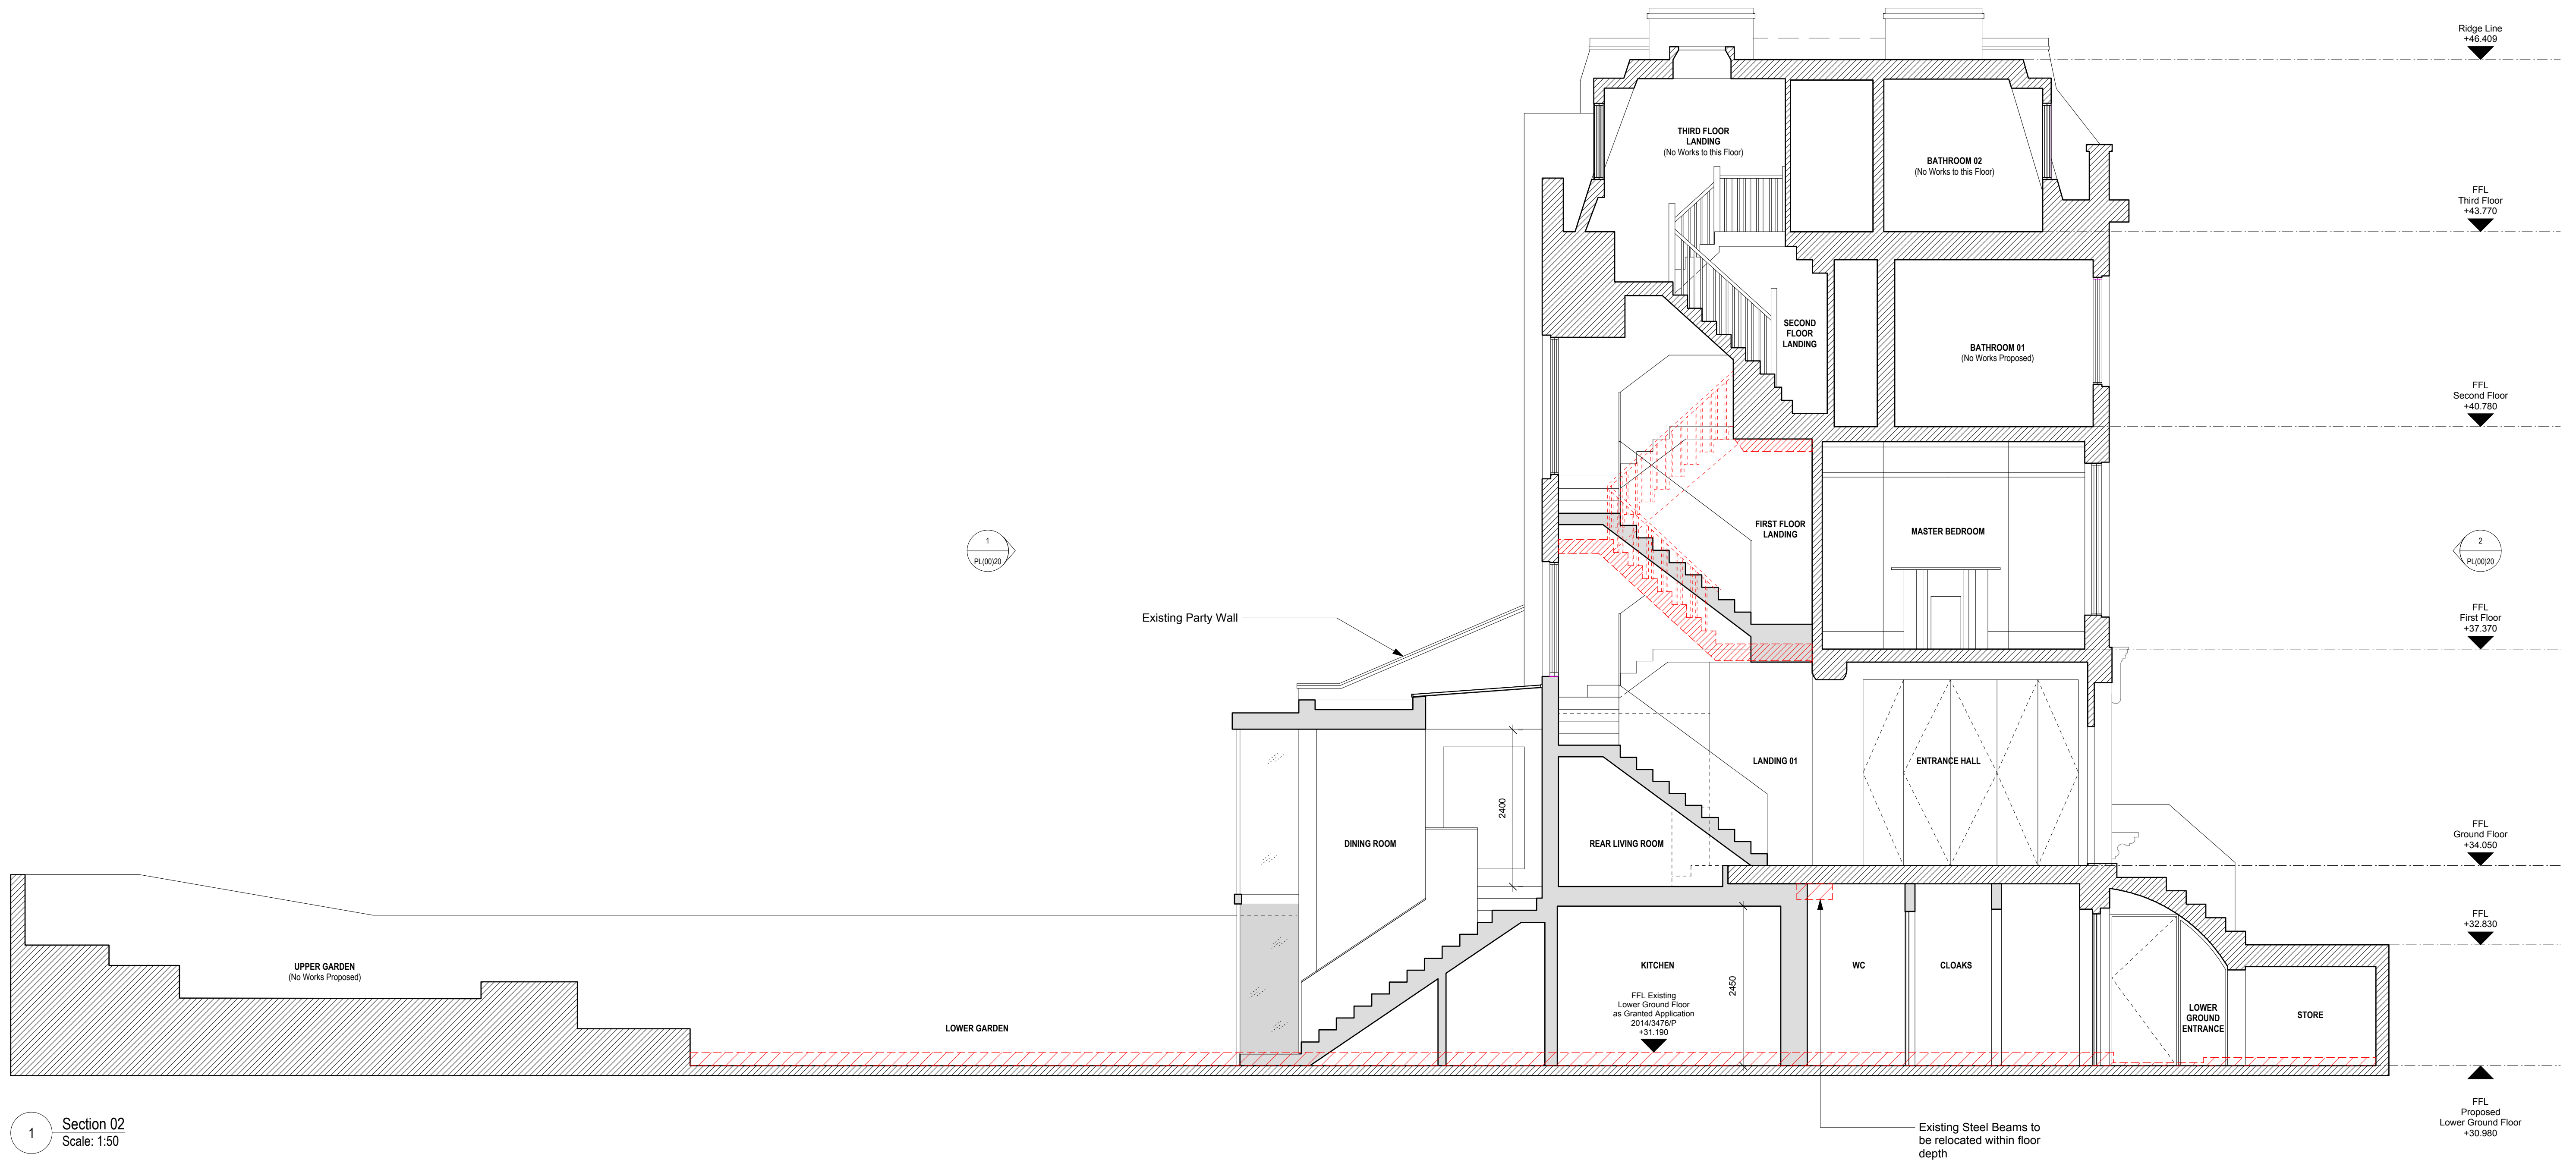 Ridge Line
+46.409
THIRD FLOOR
LANDING
(No Works to this Floor)
BATHROOM 02
(No Works to this Floor)
FFL
Third Floor
+43.770
SECOND
FLOOR
LANDING
BATHROOM 01
(No Works Proposed)
FFL
Second Floor
+40.780
FIRST FLOOR
LANDING
MASTER BEDROOM
1
PL(00)20
2
PL(00)20
Existing Party Wall
FFL
First Floor
+37.370
LANDING 01
ENTRANCE HALL
2400
DINING ROOM
REAR LIVING ROOM
FFL
Ground Floor
+34.050
FFL
+32.830
UPPER GARDEN
(No Works Proposed)
KITCHEN
WC
CLOAKS
2450
FFL Existing
Lower Ground Floor
as Granted Application
2014/3476/P
+31.190
LOWER
GROUND
ENTRANCE
STORE
LOWER GARDEN
FFL
Proposed
Lower Ground Floor
+30.980
1
Section 02
Scale: 1:50
Existing Steel Beams to
be relocated within floor
depth